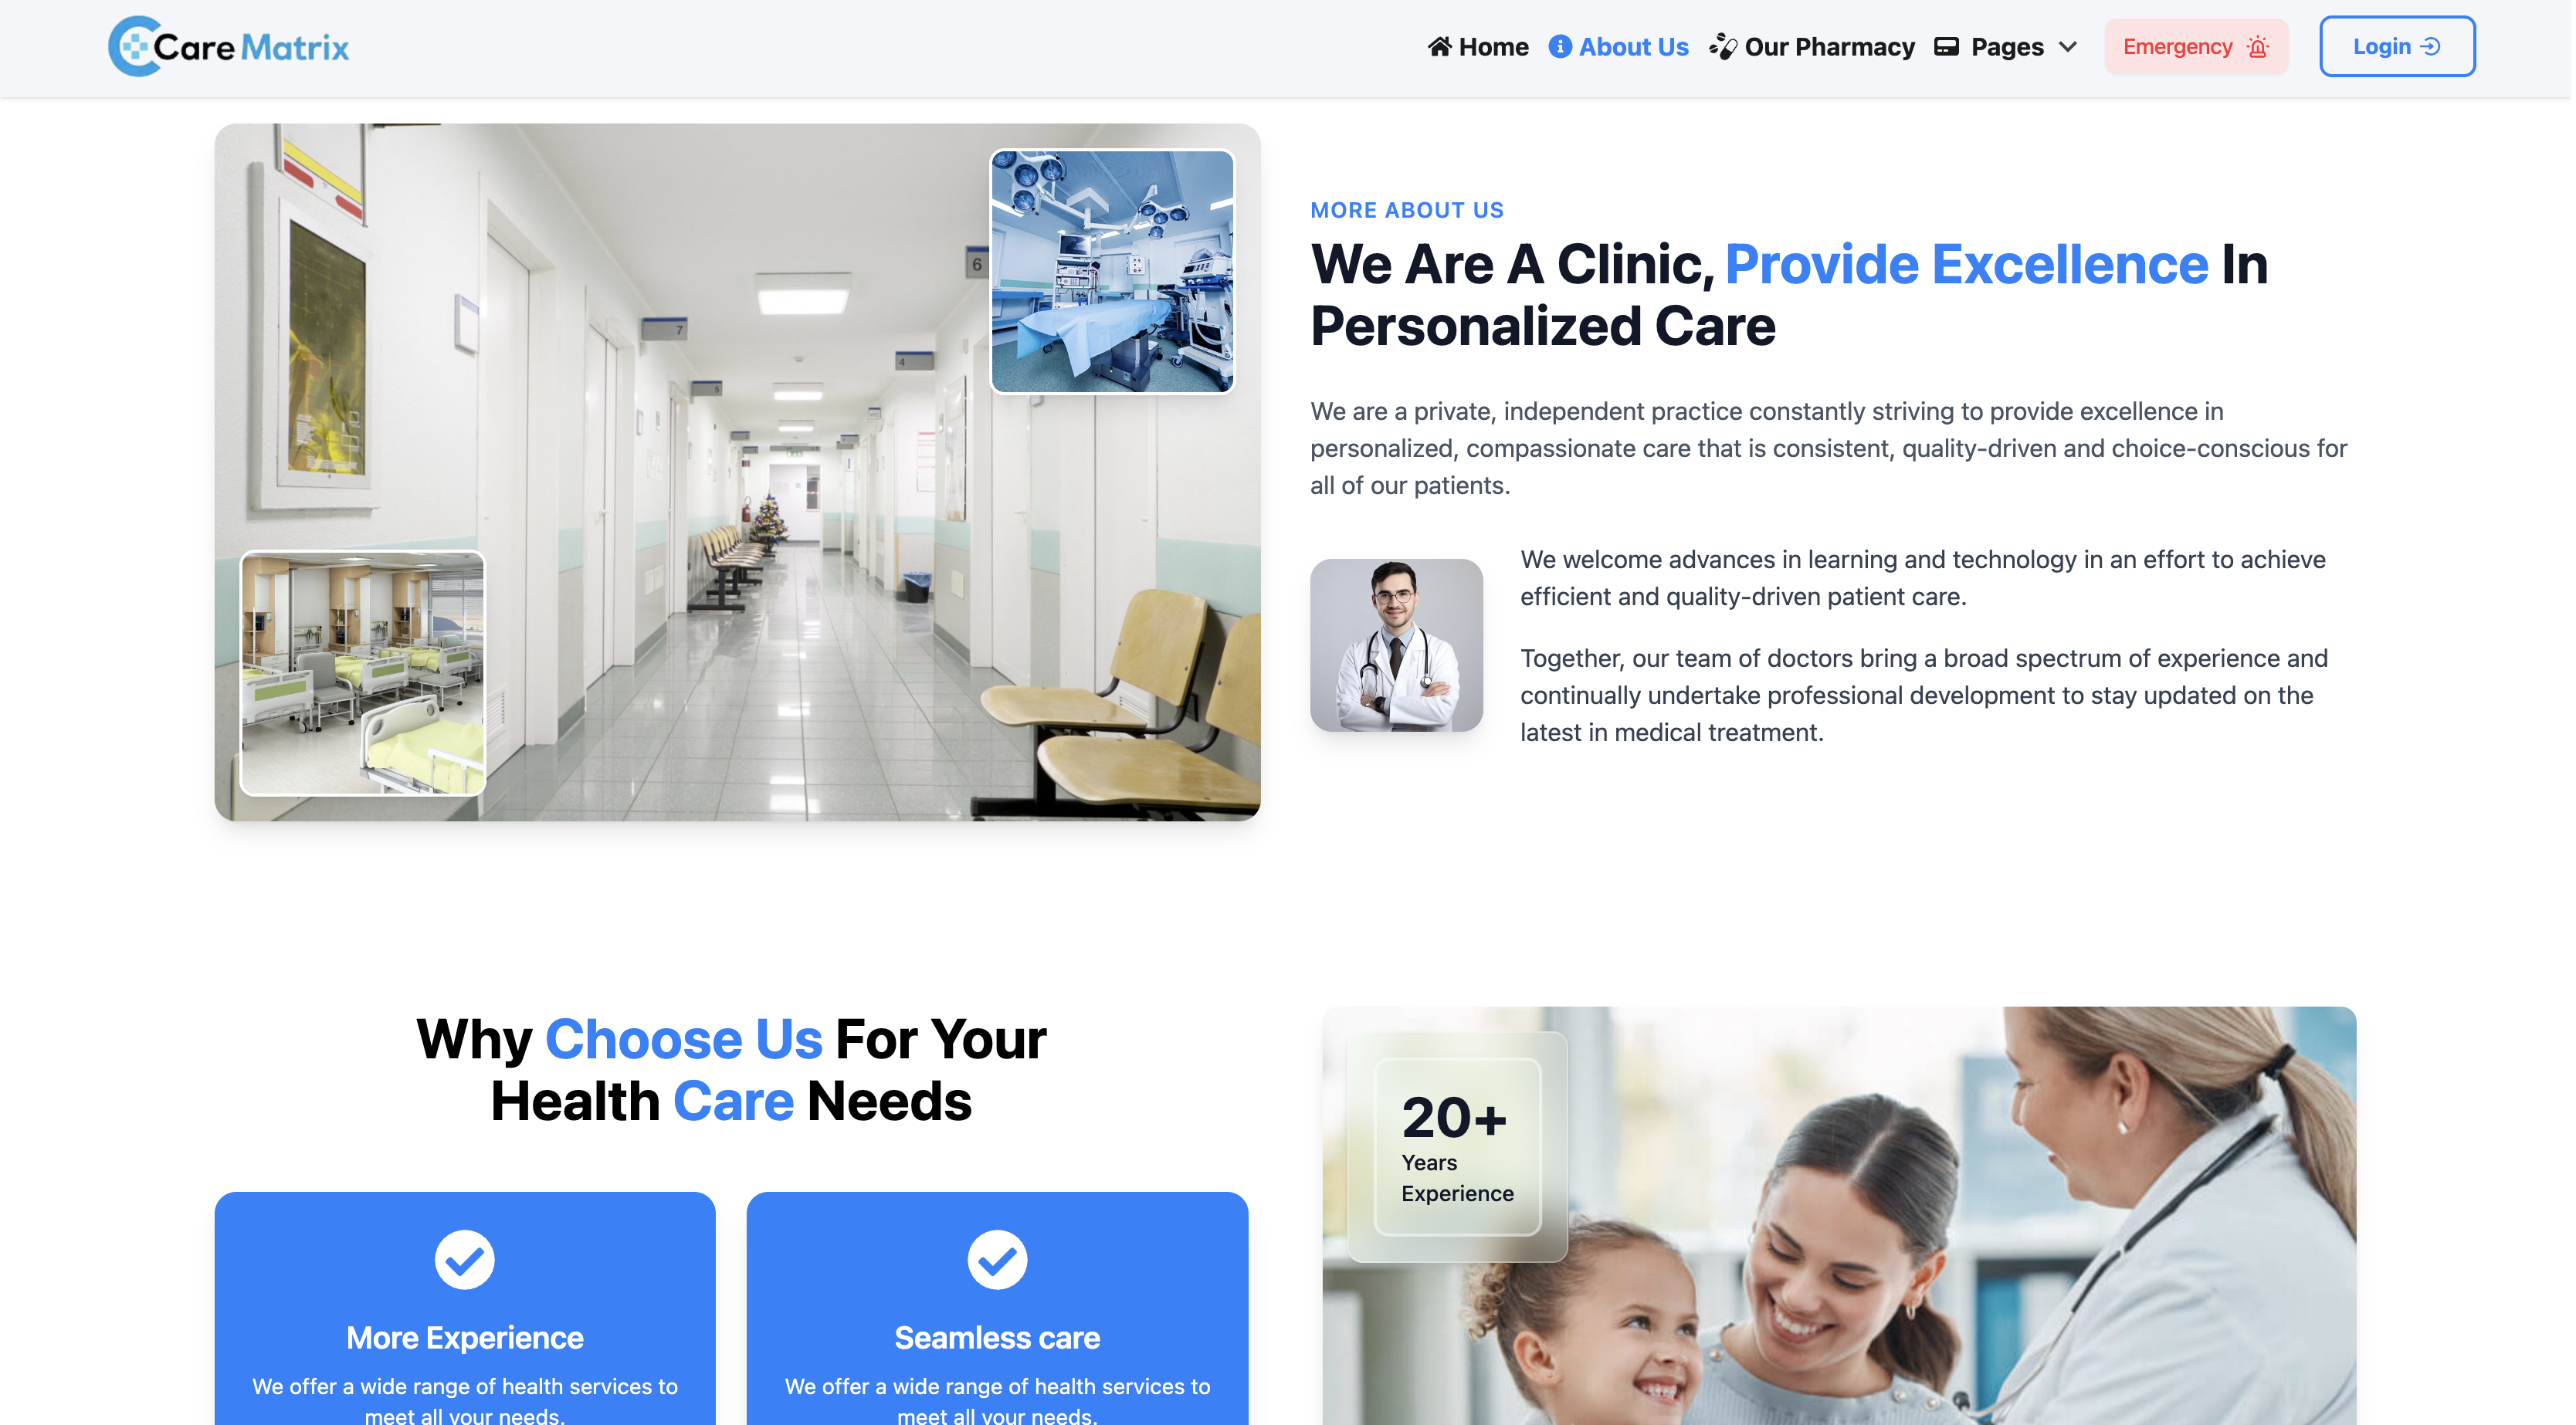 Care Matrix
Home
About Us
Our Pharmacy
Pages
Emergency
Login
6
7
4
5
MORE ABOUT US
We Are A Clinic, Provide Excellence In
Personalized Care
We are a private, independent practice constantly striving to provide excellence in
personalized, compassionate care that is consistent, quality-driven and choice-conscious for
all of our patients.
We welcome advances in learning and technology in an effort to achieve
efficient and quality-driven patient care.
Together, our team of doctors bring a broad spectrum of experience and
continually undertake professional development to stay updated on the
latest in medical treatment.
Why Choose Us For Your
Health Care Needs
More Experience
We offer a wide range of health services to
meet all your needs.
Seamless care
We offer a wide range of health services to
meet all your needs.
20+
Years
Experience